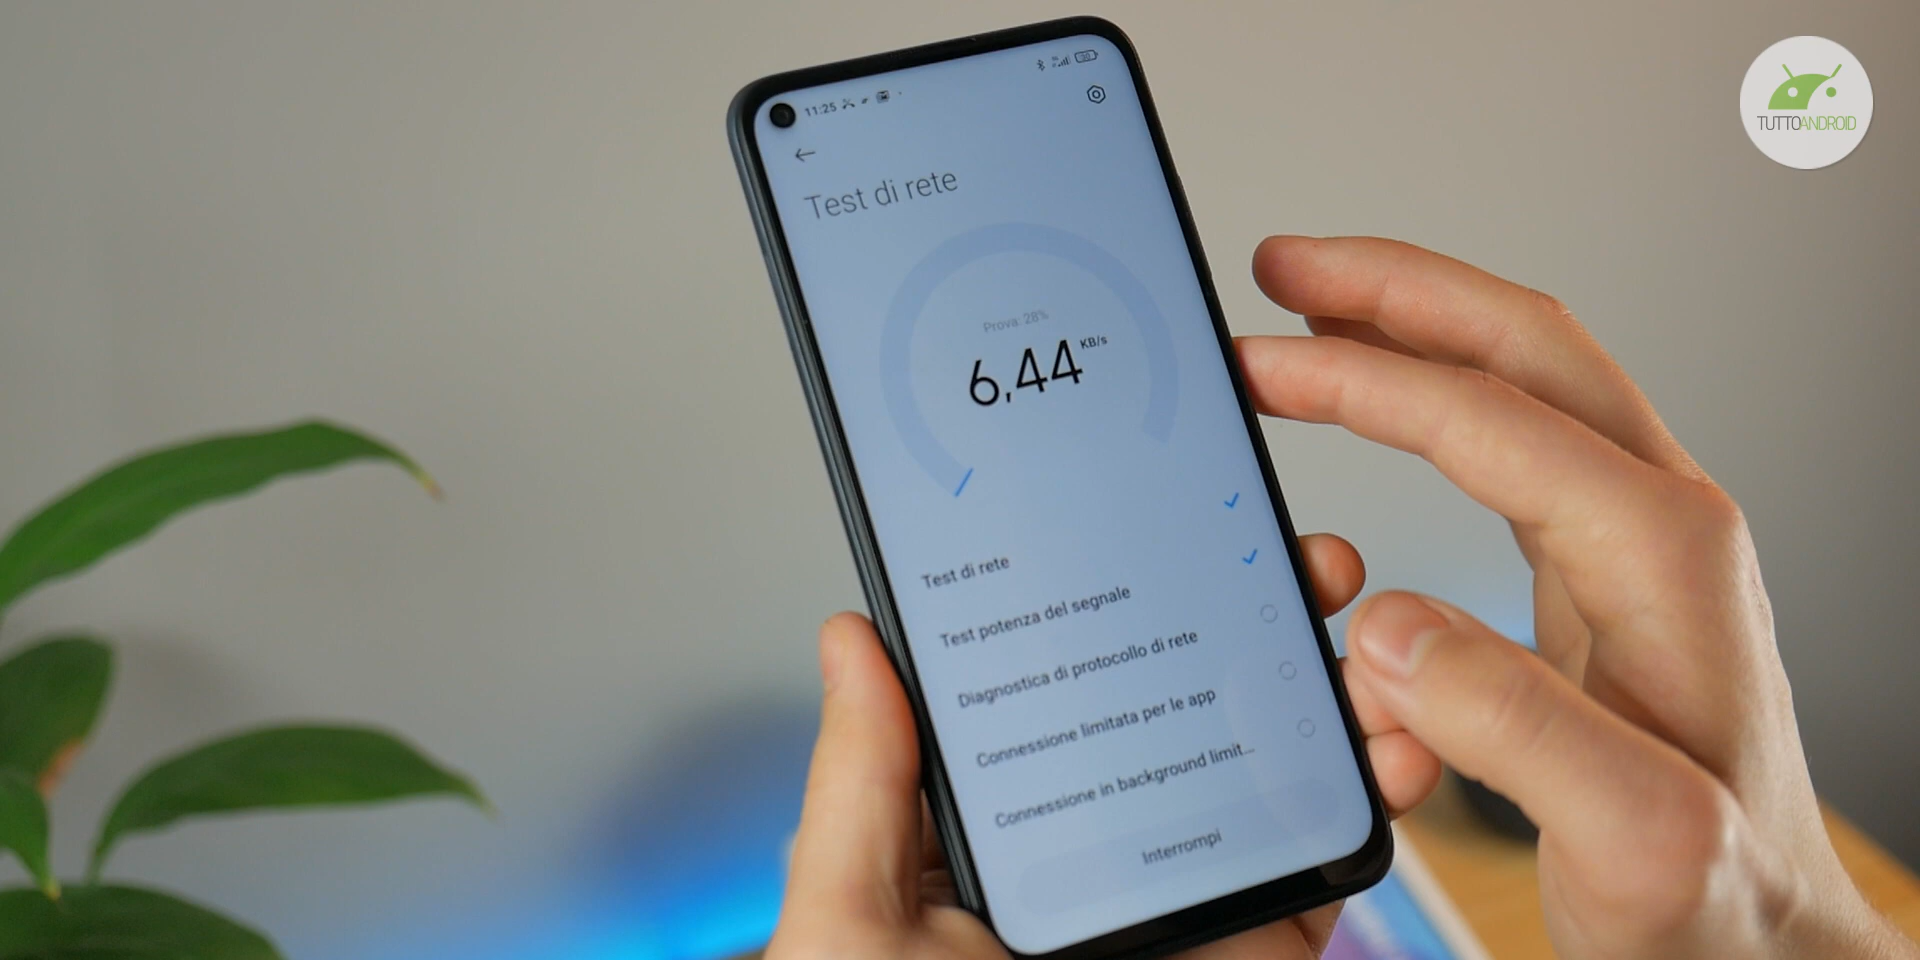 11:25
Test di rete
Prova: 28%
6,44 KB/s
Test di rete
Test potenza del segnale
Diagnostica di protocollo di rete
Connessione limitata per le app
Connessione in background limit...
Interrompi
TUTTOANDROID